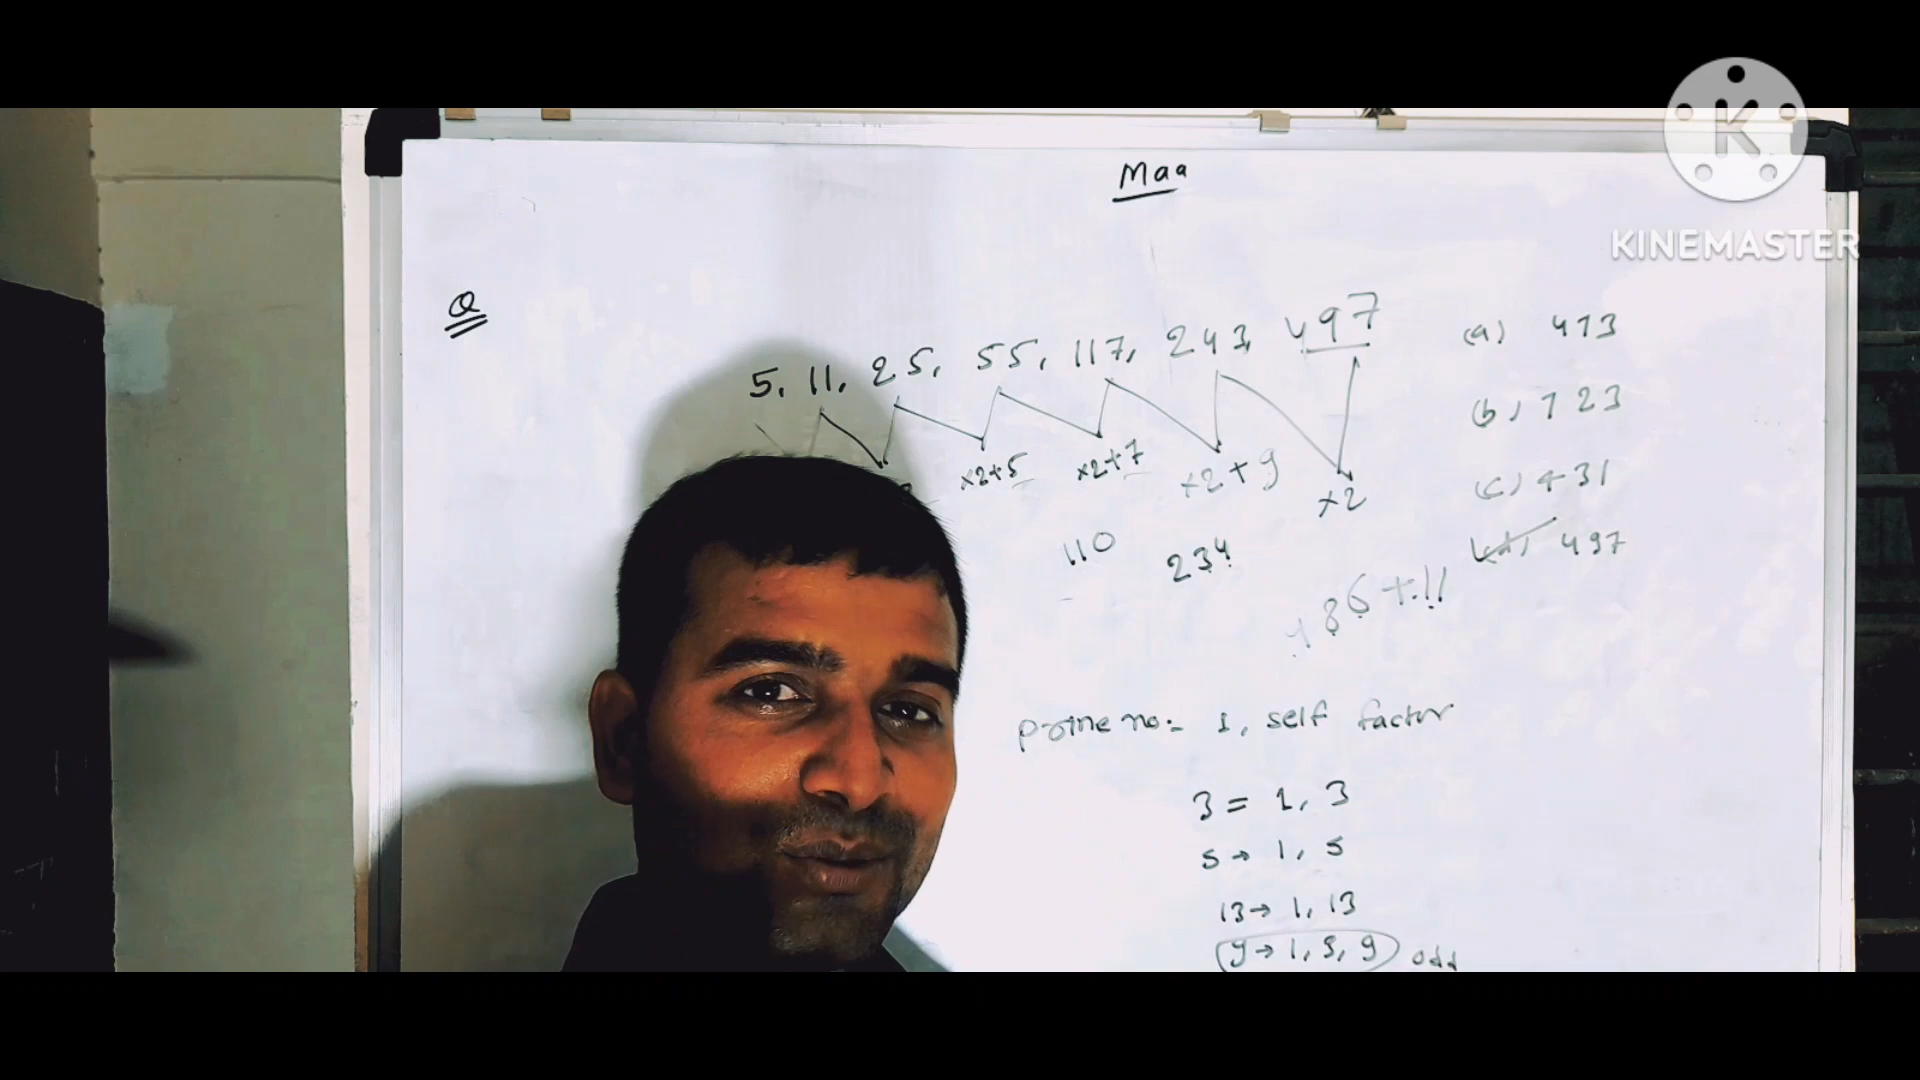 Maa
K
KINEMASTER
Q
5, 11, 25, 55, 117, 243, 497
×2+5 ×2+7 ×2+9 ×2
110 234
486+11
(a) 473
(b) 723
(c) 431
(d) 497
prime no:- 1, self factor
3 = 1, 3
5 → 1, 5
13 → 1, 13
9 → 1, 3, 9 odd